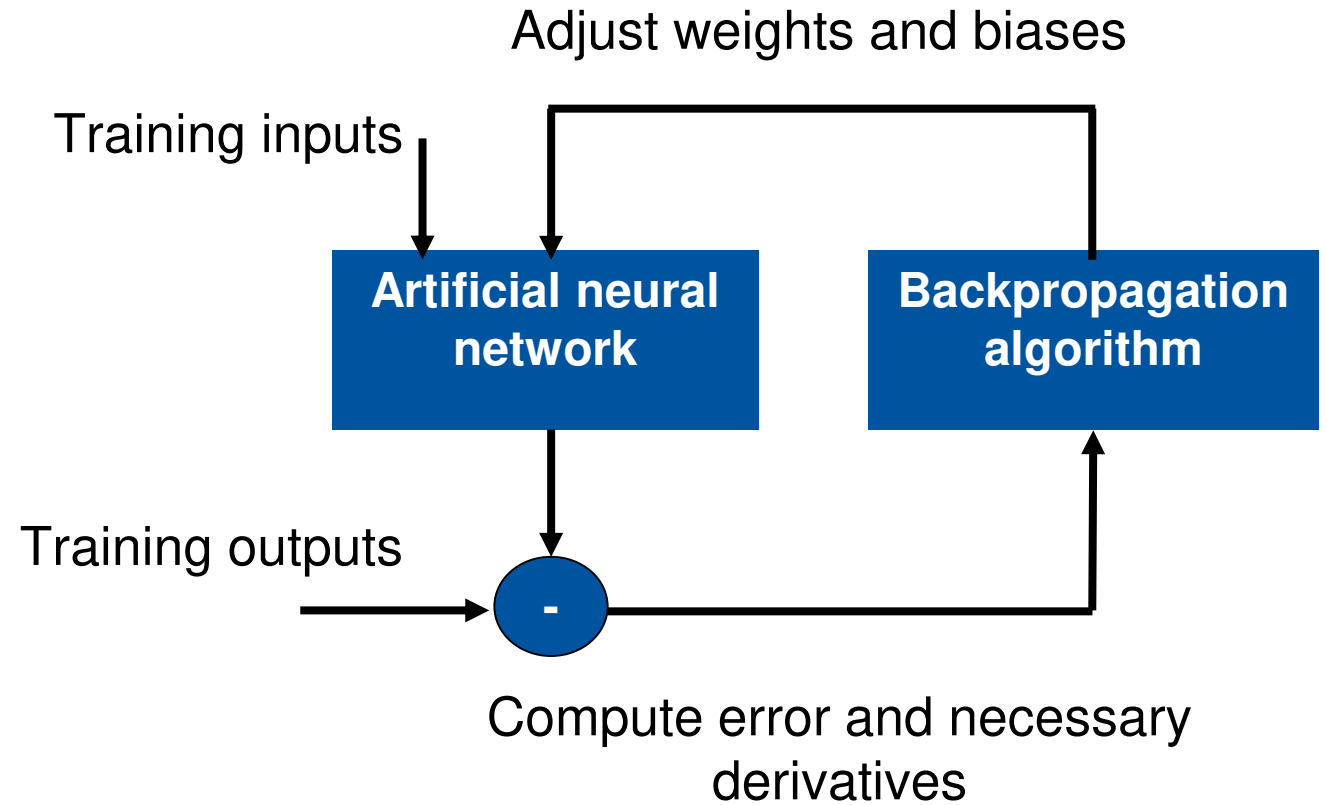 Adjust weights and biases
Training inputs
Artificial neural
network
Backpropagation
algorithm
Training outputs
-
Compute error and necessary
derivatives